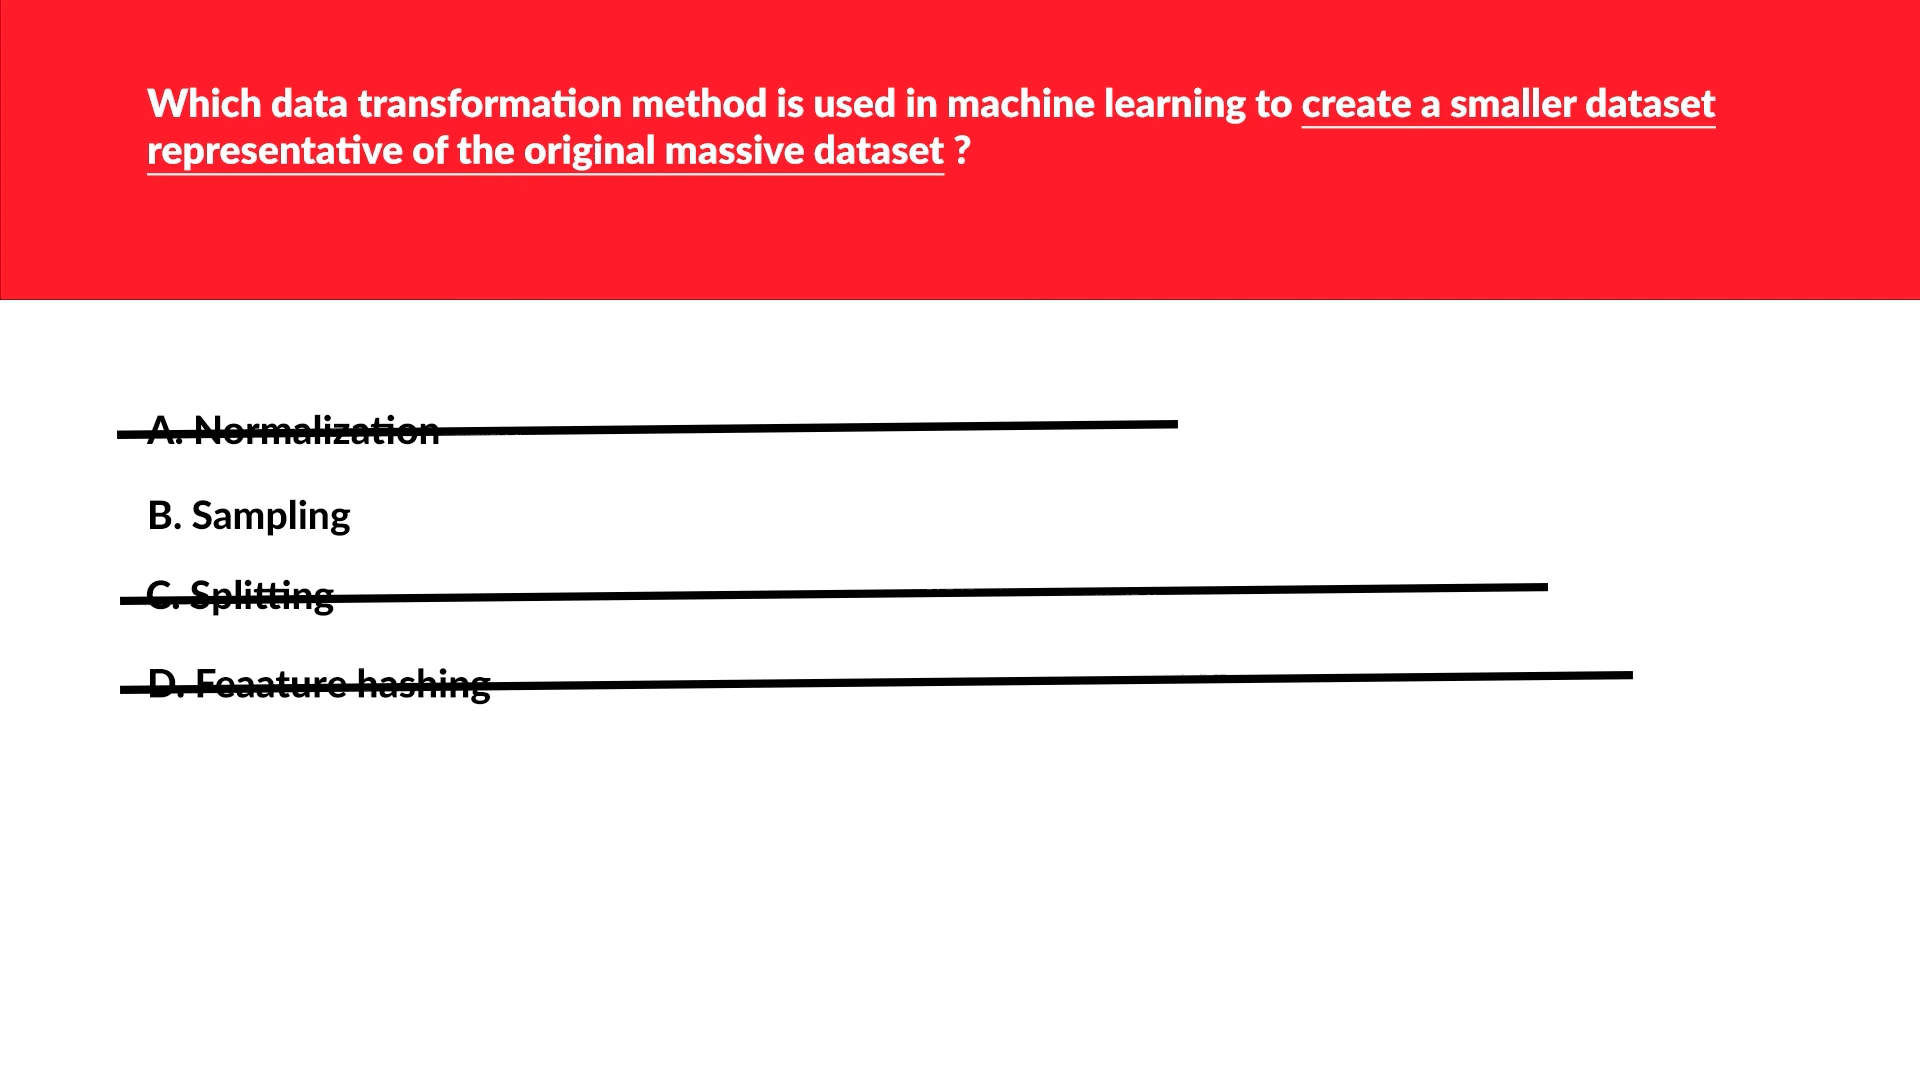 Which data transformation method is used in machine learning to create a smaller dataset
representative of the original massive dataset ?
A. Normalization
B. Sampling
C. Splitting
D. Feaature hashing